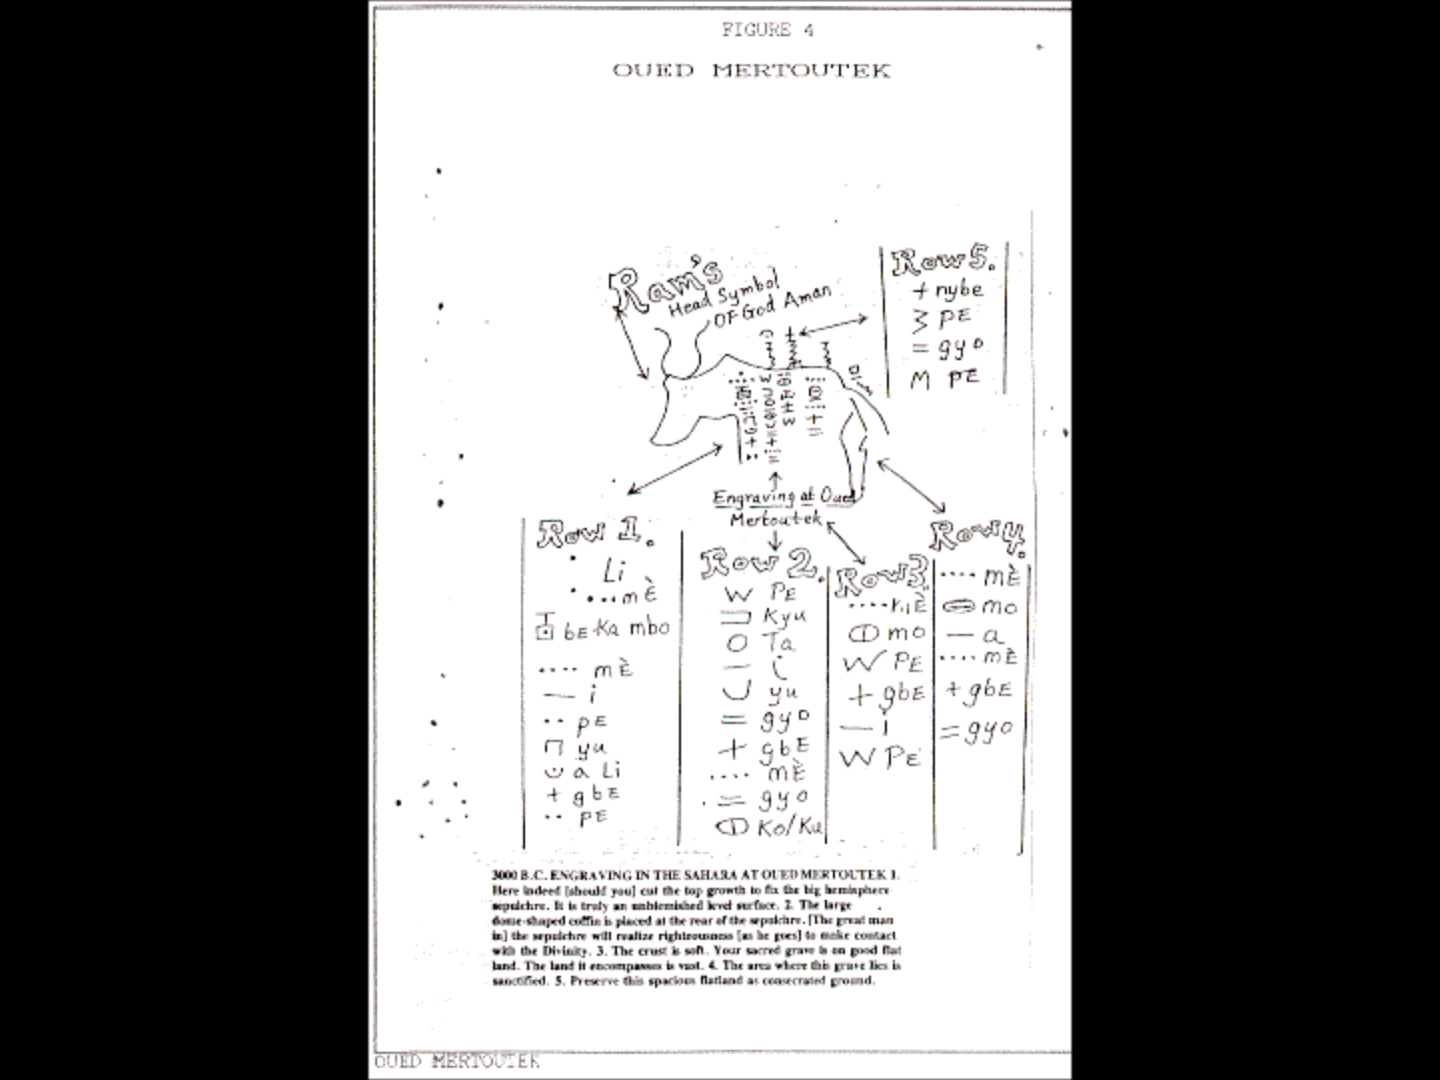 FIGURE 4
OUED MERTOUTEK
Ram's
Head Symbol
OF God Aman
Row 5.
+ nybe
Ʒ PE
= gyo
M PE
Engraving at Oued
Mertoutek
Row 1.
Li
.... mÈ
bE-Ka mbo
.... mÈ
— i
.. pE
⊓ yu
a Li
+ gbE
.. pE
Row 2.
W PE
⊐ Kyu
O Ta
— i
U yu
= gyo
+ gbE
.... mÈ
= gyo
Ko/Ku
Row 3.
mo
W PE
+ gbE
— i
W PE
Row 4.
.... mÈ
mo
— a
.... mÈ
+ gbE
= gyo
3000 B.C. ENGRAVING IN THE SAHARA AT OUED MERTOUTEK 1.
Here indeed [should you] cut the top growth to fix the big hemisphere
sepulchre. It is truly an unblemished level surface. 2. The large
dome-shaped coffin is placed at the rear of the sepulchre. [The great man
in] the sepulchre will realize righteousness [as he goes] to make contact
with the Divinity. 3. The crust is soft. Your sacred grave is on good flat
land. The land it encompasses is vast. 4. The area where this grave lies is
sanctified. 5. Preserve this spacious flatland as consecrated ground.
OUED MERTOUTEK